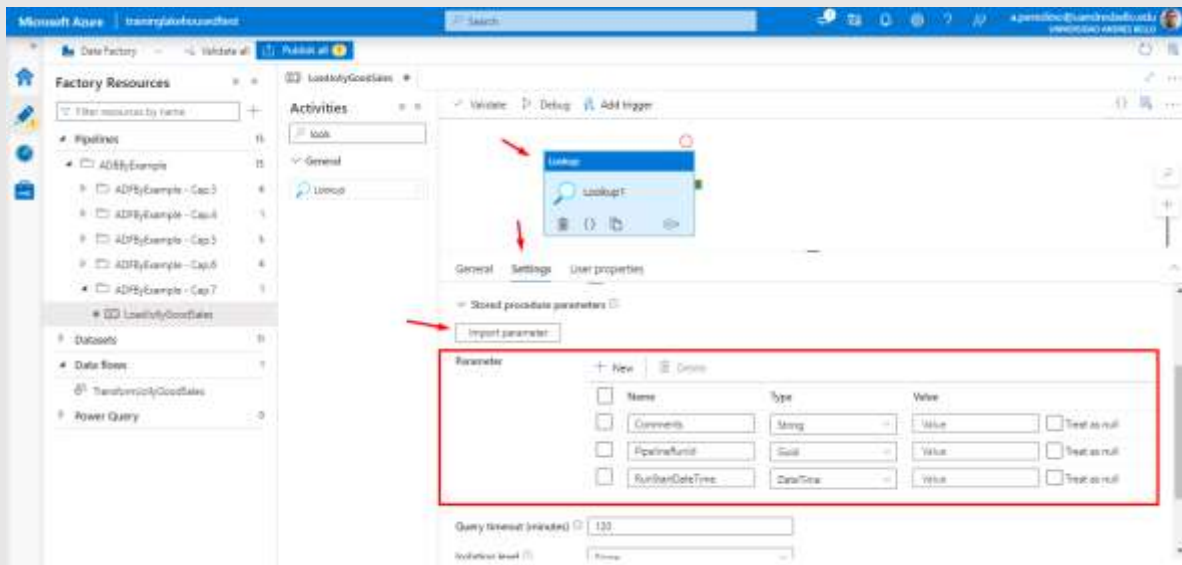 Microsoft Azure
Search
UNIVERSIDAD ANDRES BELLO
Data Factory
Validate all
Publish all
Factory Resources
Filter resources by name
Pipelines
ADFByExample
ADFByExample - Cap.3
ADFByExample - Cap.4
ADFByExample - Cap.5
ADFByExample - Cap.6
ADFByExample - Cap.7
Datasets
Data flows
Power Query
Activities
look
General
Lookup
Validate
Debug
Add trigger
Lookup
Lookup1
General
Settings
User properties
Stored procedure parameters
Import parameter
Parameter
New
Delete
Name
Type
Value
Comments
String
Value
Treat as null
PipelineRunId
Guid
Value
Treat as null
RunStartDateTime
DateTime
Value
Treat as null
Query timeout (minutes)
120
Isolation level
None